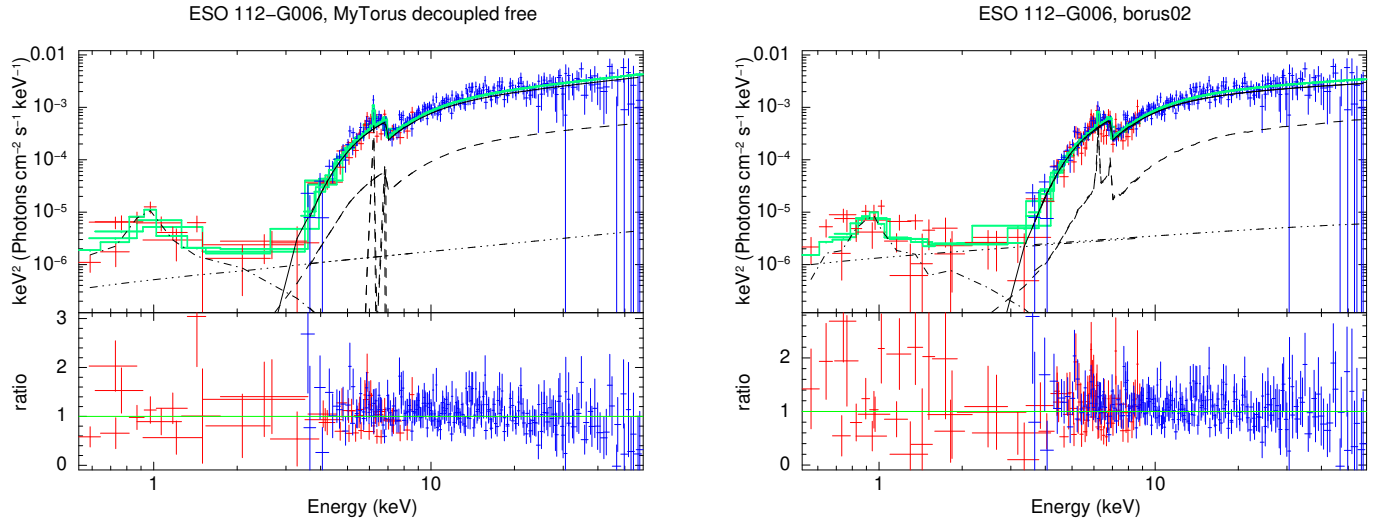 ESO 112−G006, MyTorus decoupled free
keV² (Photons cm⁻² s⁻¹ keV⁻¹)
0.01
10⁻³
10⁻⁴
10⁻⁵
10⁻⁶
ratio
3
2
1
0
1
10
Energy (keV)
ESO 112−G006, borus02
keV² (Photons cm⁻² s⁻¹ keV⁻¹)
0.01
10⁻³
10⁻⁴
10⁻⁵
10⁻⁶
ratio
2
1
0
1
10
Energy (keV)